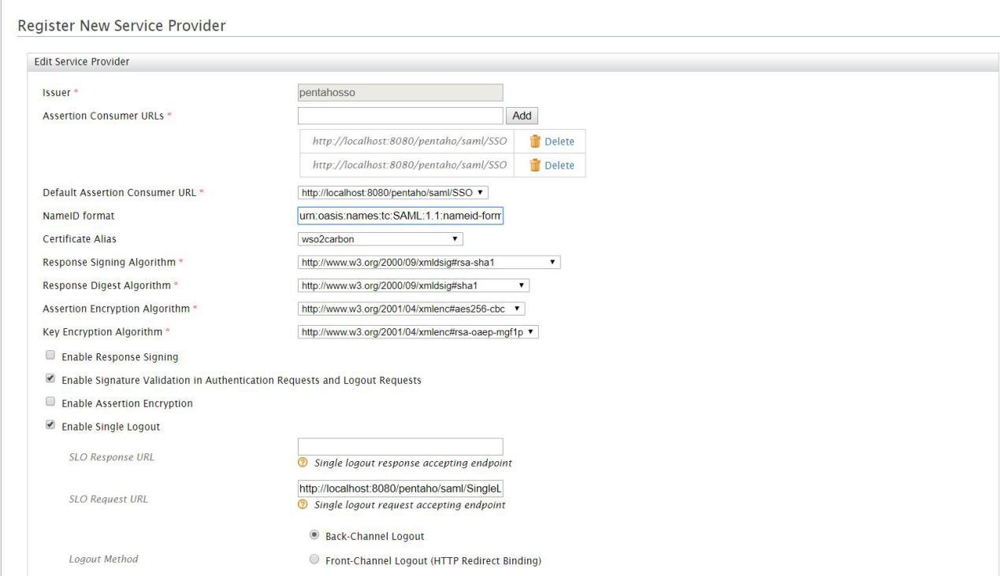 Register New Service Provider
Edit Service Provider
Issuer * pentahosso
Assertion Consumer URLs * Add
http://localhost:8080/pentaho/saml/SSO Delete
http://localhost:8080/pentaho/saml/SSO Delete
Default Assertion Consumer URL * http://localhost:8080/pentaho/saml/SSO
NameID format urn:oasis:names:tc:SAML:1.1:nameid-form
Certificate Alias wso2carbon
Response Signing Algorithm * http://www.w3.org/2000/09/xmldsig#rsa-sha1
Response Digest Algorithm * http://www.w3.org/2000/09/xmldsig#sha1
Assertion Encryption Algorithm * http://www.w3.org/2001/04/xmlenc#aes256-cbc
Key Encryption Algorithm * http://www.w3.org/2001/04/xmlenc#rsa-oaep-mgf1p
Enable Response Signing
Enable Signature Validation in Authentication Requests and Logout Requests
Enable Assertion Encryption
Enable Single Logout
SLO Response URL
Single logout response accepting endpoint
SLO Request URL http://localhost:8080/pentaho/saml/SingleL
Single logout request accepting endpoint
Back-Channel Logout
Logout Method
Front-Channel Logout (HTTP Redirect Binding)